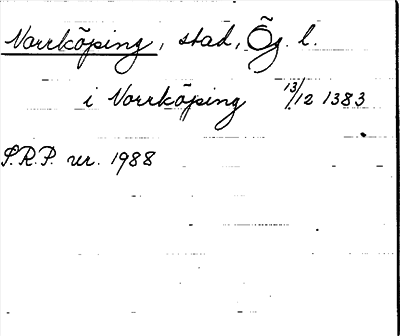 Norrköping, stad, Ög. l.
i Norrköping 13/12 1383
S.R.P. nr. 1988